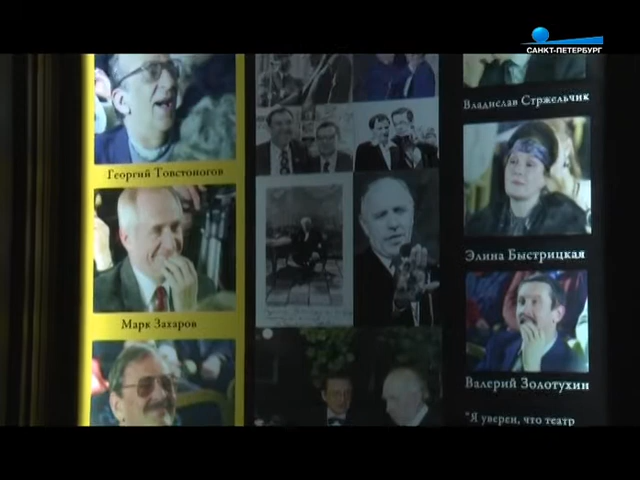 САНКТ-ПЕТЕРБУРГ
Владислав Стржельчик
Георгий Товстоногов
Элина Быстрицкая
Марк Захаров
Валерий Золотухин
"Я уверен, что театр